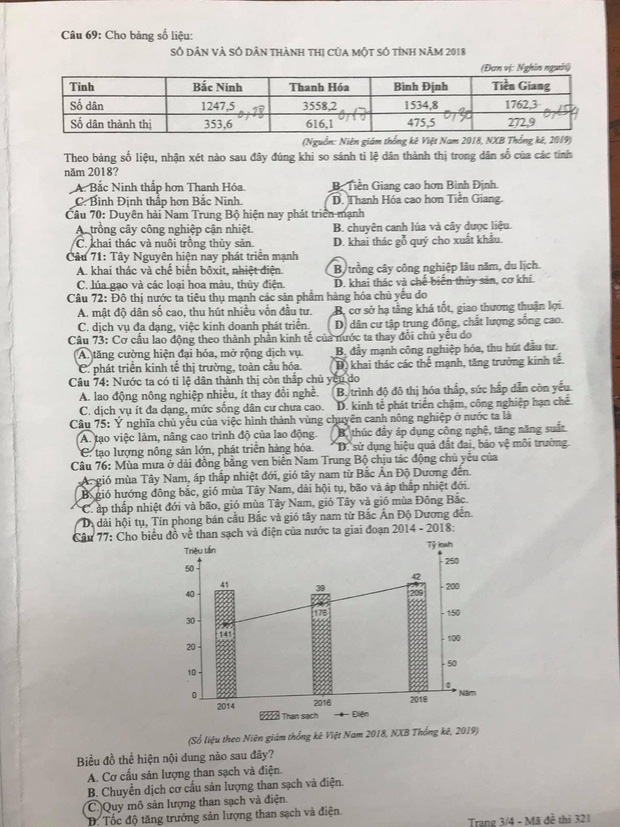 Câu 69: Cho bảng số liệu:
SỐ DÂN VÀ SỐ DÂN THÀNH THỊ CỦA MỘT SỐ TỈNH NĂM 2018
(Đơn vị: Nghìn người)
Tỉnh Bắc Ninh Thanh Hóa Bình Định Tiền Giang
Số dân 1247,5 3558,2 1534,8 1762,3
Số dân thành thị 353,6 616,1 475,5 272,9
(Nguồn: Niên giám thống kê Việt Nam 2018, NXB Thống kê, 2019)
Theo bảng số liệu, nhận xét nào sau đây đúng khi so sánh tỉ lệ dân thành thị trong dân số của các tỉnh
năm 2018?
A. Bắc Ninh thấp hơn Thanh Hóa. B. Tiền Giang cao hơn Bình Định.
C. Bình Định thấp hơn Bắc Ninh. D. Thanh Hóa cao hơn Tiền Giang.
Câu 70: Duyên hải Nam Trung Bộ hiện nay phát triển mạnh
A. trồng cây công nghiệp cận nhiệt. B. chuyên canh lúa và cây dược liệu.
C. khai thác và nuôi trồng thủy sản. D. khai thác gỗ quý cho xuất khẩu.
Câu 71: Tây Nguyên hiện nay phát triển mạnh
A. khai thác và chế biến bôxit, nhiệt điện. B. trồng cây công nghiệp lâu năm, du lịch.
C. lúa gạo và các loại hoa màu, thủy điện. D. khai thác và chế biến thủy sản, cơ khí.
Câu 72: Đô thị nước ta tiêu thụ mạnh các sản phẩm hàng hóa chủ yếu do
A. mật độ dân số cao, thu hút nhiều vốn đầu tư. B. cơ sở hạ tầng khá tốt, giao thương thuận lợi.
C. dịch vụ đa dạng, việc kinh doanh phát triển. D. dân cư tập trung đông, chất lượng sống cao.
Câu 73: Cơ cấu lao động theo thành phần kinh tế của nước ta thay đổi chủ yếu do
A. tăng cường hiện đại hóa, mở rộng dịch vụ. B. đẩy mạnh công nghiệp hóa, thu hút đầu tư.
C. phát triển kinh tế thị trường, toàn cầu hóa. D. khai thác các thế mạnh, tăng trưởng kinh tế.
Câu 74: Nước ta có tỉ lệ dân thành thị còn thấp chủ yếu do
A. lao động nông nghiệp nhiều, ít thay đổi nghề. B. trình độ đô thị hóa thấp, sức hấp dẫn còn yếu.
C. dịch vụ ít đa dạng, mức sống dân cư chưa cao. D. kinh tế phát triển chậm, công nghiệp hạn chế.
Câu 75: Ý nghĩa chủ yếu của việc hình thành vùng chuyên canh nông nghiệp ở nước ta là
A. tạo việc làm, nâng cao trình độ của lao động. B. thúc đẩy áp dụng công nghệ, tăng năng suất.
C. tạo lượng nông sản lớn, phát triển hàng hóa. D. sử dụng hiệu quả đất đai, bảo vệ môi trường.
Câu 76: Mùa mưa ở dải đồng bằng ven biển Nam Trung Bộ chịu tác động chủ yếu của
A. gió mùa Tây Nam, áp thấp nhiệt đới, gió tây nam từ Bắc Ấn Độ Dương đến.
B. gió hướng đông bắc, gió mùa Tây Nam, dải hội tụ, bão và áp thấp nhiệt đới.
C. áp thấp nhiệt đới và bão, gió mùa Tây Nam, gió Tây và gió mùa Đông Bắc.
D. dải hội tụ, Tín phong bán cầu Bắc và gió tây nam từ Bắc Ấn Độ Dương đến.
Câu 77: Cho biểu đồ về than sạch và điện của nước ta giai đoạn 2014 - 2018:
Triệu tấn Tỷ kwh
50 250
41 39 42
40 200
209
176
30 150
141
20 100
10 50
0 0
2014 2016 2018 Năm
Than sạch Điện
(Số liệu theo Niên giám thống kê Việt Nam 2018, NXB Thống kê, 2019)
Biểu đồ thể hiện nội dung nào sau đây?
A. Cơ cấu sản lượng than sạch và điện.
B. Chuyển dịch cơ cấu sản lượng than sạch và điện.
C. Quy mô sản lượng than sạch và điện.
D. Tốc độ tăng trưởng sản lượng than sạch và điện.
Trang 3/4 - Mã đề thi 321